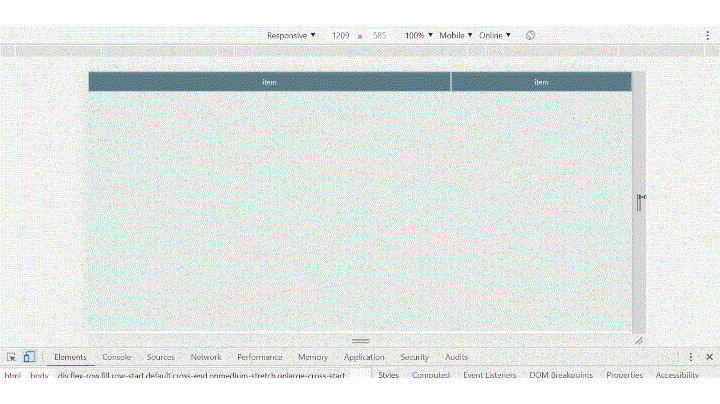 Responsive ▼ 1209 × 585 100% ▼ Mobile ▼ Online ▼
item item
Elements Console Sources Network Performance Memory Application Security Audits
html body div.flex-row.fill.row-start.default.cross-end.onmedium-stretch.onlarge-cross-start Styles Computed Event Listeners DOM Breakpoints Properties Accessibility